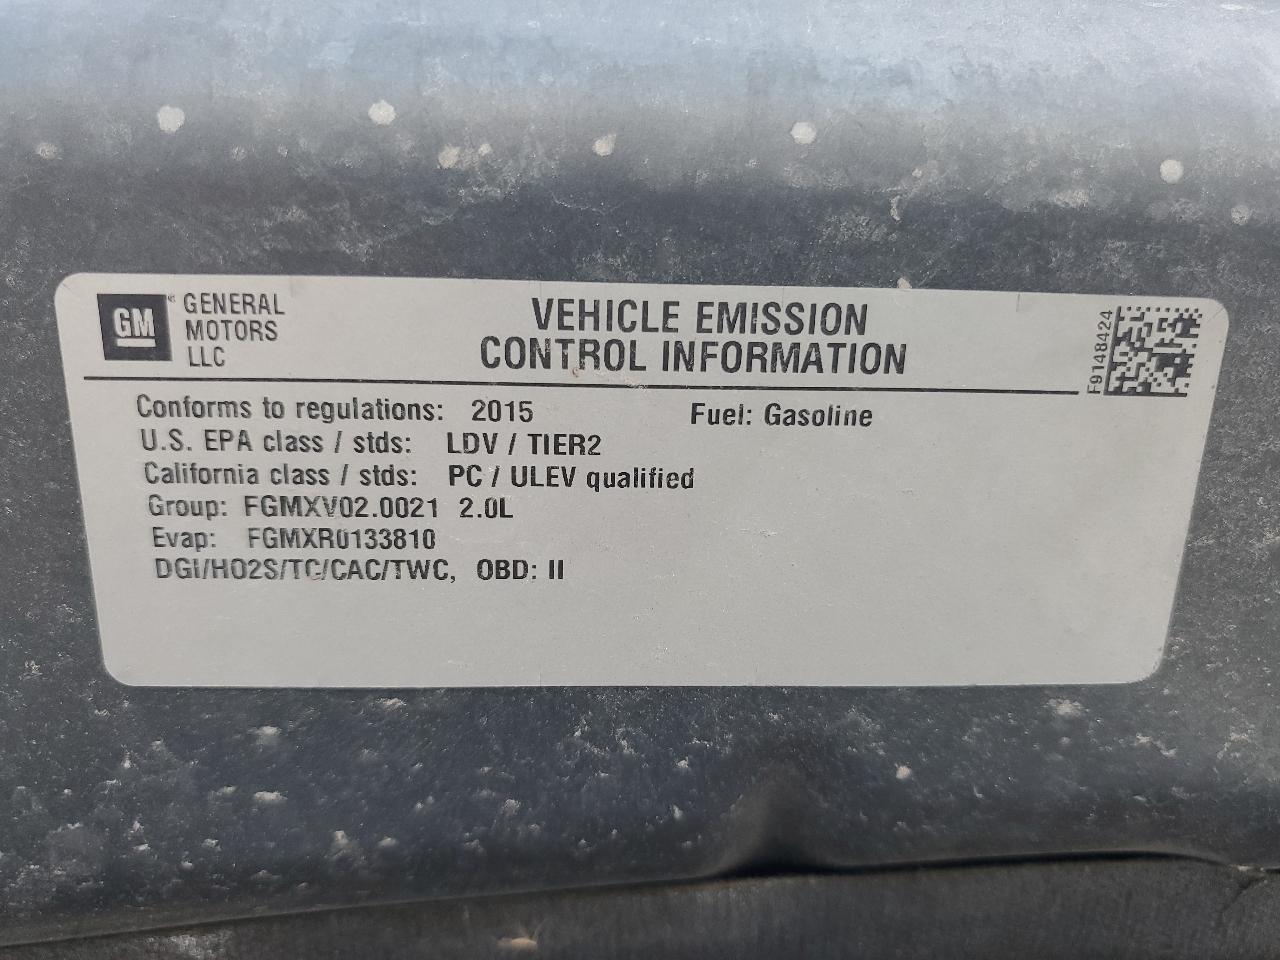 GM
GENERAL
MOTORS
LLC
VEHICLE EMISSION
CONTROL INFORMATION
F9148424
Conforms to regulations: 2015 Fuel: Gasoline
U.S. EPA class / stds: LDV / TIER2
California class / stds: PC / ULEV qualified
Group: FGMXV02.0021 2.0L
Evap: FGMXR0133810
DGI/HO2S/TC/CAC/TWC, OBD: II